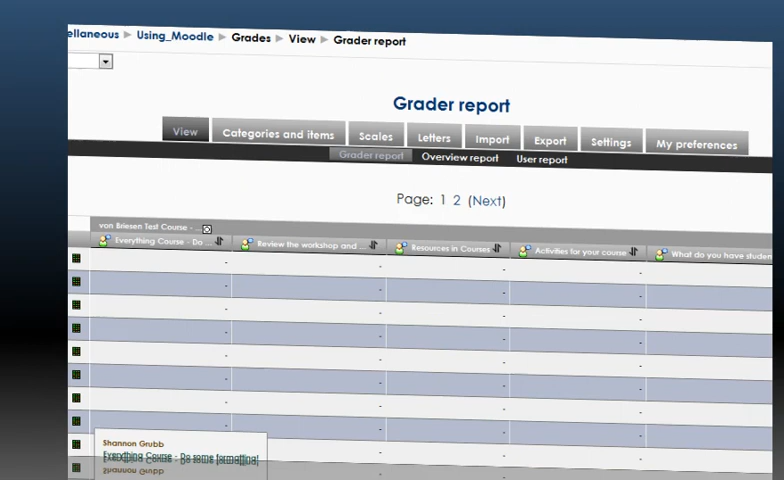 ellaneous ► Using_Moodle ► Grades ► View ► Grader report
Grader report
View Categories and items Scales Letters Import Export Settings My preferences
Grader report Overview report User report
Page: 1 2 (Next)
von Briesen Test Course - ...
Everything Course - Do ... Review the workshop and ... Resources in Courses Activities for your course What do you have studen
Shannon Grubb
Everything Course - Do some formatting!